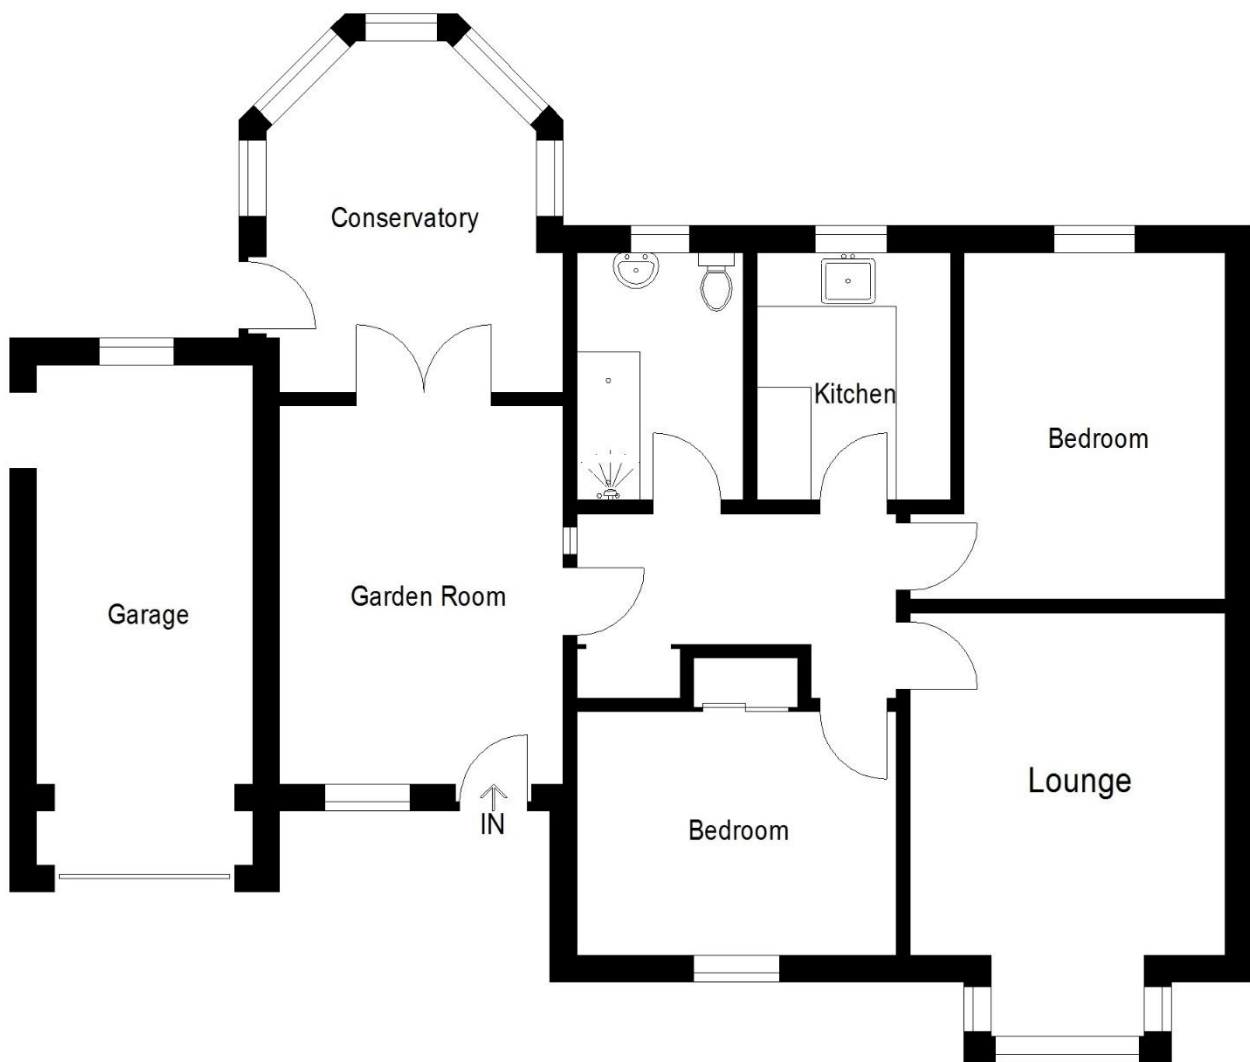 Conservatory
Kitchen
Bedroom
Garden Room
Garage
Lounge
IN
Bedroom